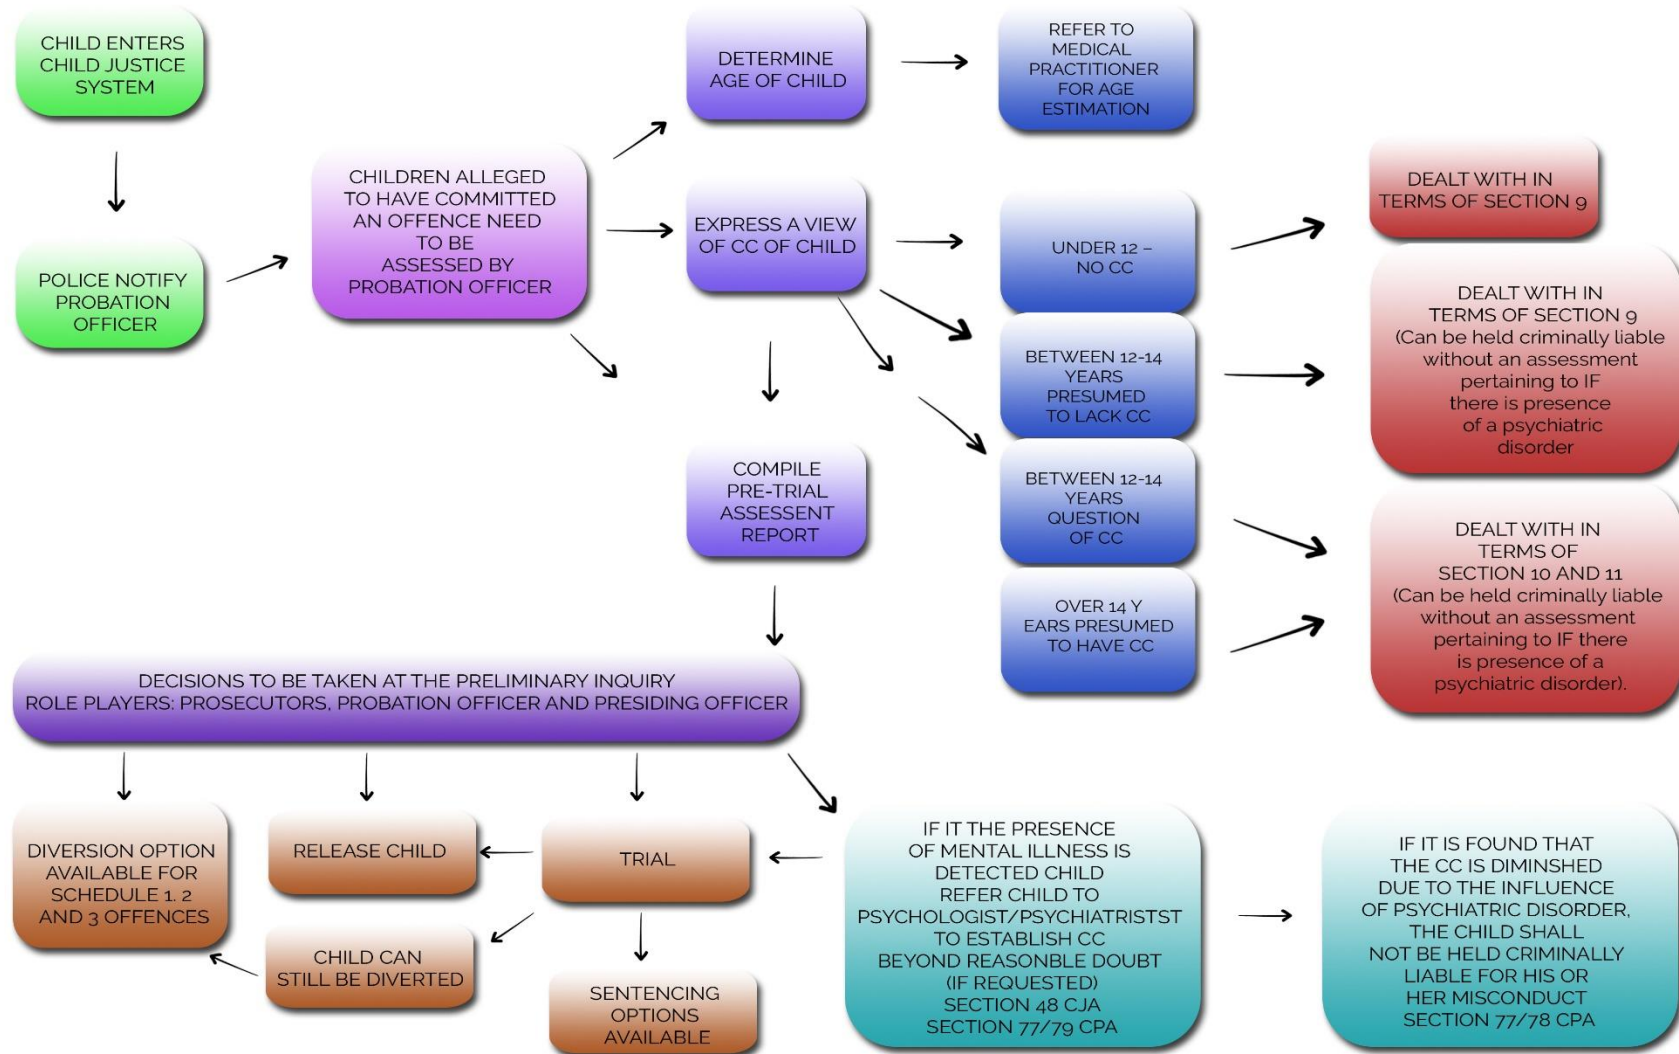 CHILD ENTERS
CHILD JUSTICE
SYSTEM
POLICE NOTIFY
PROBATION
OFFICER
CHILDREN ALLEGED
TO HAVE COMMITTED
AN OFFENCE NEED
TO BE
ASSESSED BY
PROBATION OFFICER
DETERMINE
AGE OF CHILD
REFER TO
MEDICAL
PRACTITIONER
FOR AGE
ESTIMATION
EXPRESS A VIEW
OF CC OF CHILD
UNDER 12 –
NO CC
DEALT WITH IN
TERMS OF SECTION 9
BETWEEN 12-14
YEARS
PRESUMED
TO LACK CC
DEALT WITH IN
TERMS OF SECTION 9
(Can be held criminally liable
without an assessment
pertaining to IF
there is presence
of a psychiatric
disorder
BETWEEN 12-14
YEARS
QUESTION
OF CC
OVER 14 Y
EARS PRESUMED
TO HAVE CC
DEALT WITH IN
TERMS OF
SECTION 10 AND 11
(Can be held criminally liable
without an assessment
pertaining to IF there
is presence of a
psychiatric disorder).
COMPILE
PRE-TRIAL
ASSESSENT
REPORT
DECISIONS TO BE TAKEN AT THE PRELIMINARY INQUIRY
ROLE PLAYERS: PROSECUTORS, PROBATION OFFICER AND PRESIDING OFFICER
DIVERSION OPTION
AVAILABLE FOR
SCHEDULE 1. 2
AND 3 OFFENCES
RELEASE CHILD
TRIAL
CHILD CAN
STILL BE DIVERTED
SENTENCING
OPTIONS
AVAILABLE
IF IT THE PRESENCE
OF MENTAL ILLNESS IS
DETECTED CHILD
REFER CHILD TO
PSYCHOLOGIST/PSYCHIATRISTST
TO ESTABLISH CC
BEYOND REASONBLE DOUBT
(IF REQUESTED)
SECTION 48 CJA
SECTION 77/79 CPA
IF IT IS FOUND THAT
THE CC IS DIMINSHED
DUE TO THE INFLUENCE
OF PSYCHIATRIC DISORDER,
THE CHILD SHALL
NOT BE HELD CRIMINALLY
LIABLE FOR HIS OR
HER MISCONDUCT
SECTION 77/78 CPA